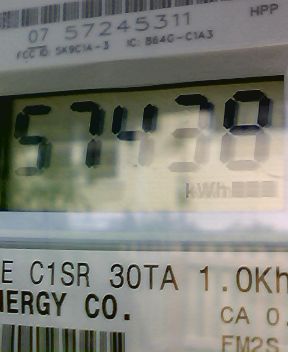 HPP
07 57245311
FCC ID: SK9C1A-3 IC: 864G-C1A3
57438
kWh
E C1SR 30TA 1.0Kh
NERGY CO.
CA 0.
FM2S